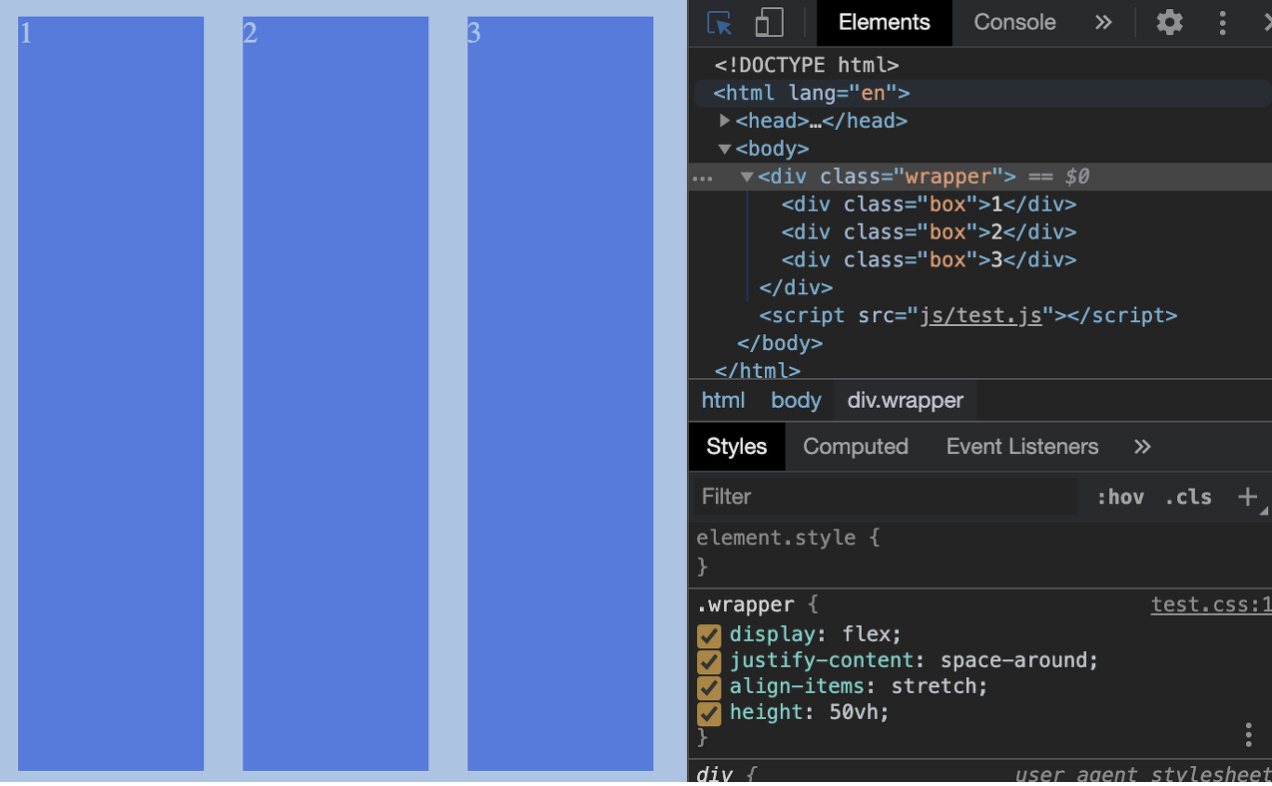 1 2 3
Elements Console »
<!DOCTYPE html>
<html lang="en">
<head>…</head>
<body>
… <div class="wrapper"> == $0
<div class="box">1</div>
<div class="box">2</div>
<div class="box">3</div>
</div>
<script src="js/test.js"></script>
</body>
</html>
html body div.wrapper
Styles Computed Event Listeners »
Filter :hov .cls +
element.style {
}
.wrapper { test.css:1
display: flex;
justify-content: space-around;
align-items: stretch;
height: 50vh;
}
div { user agent stylesheet